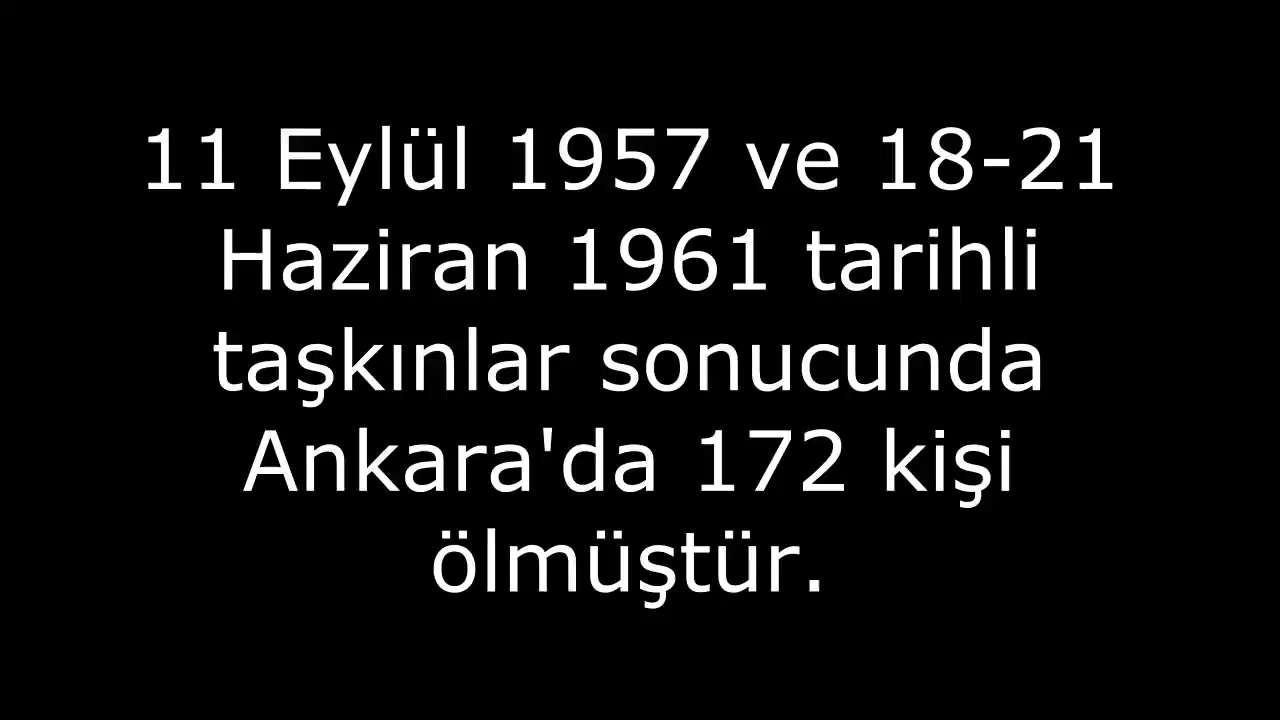 11 Eylül 1957 ve 18-21
Haziran 1961 tarihli
taşkınlar sonucunda
Ankara'da 172 kişi
ölmüştür.